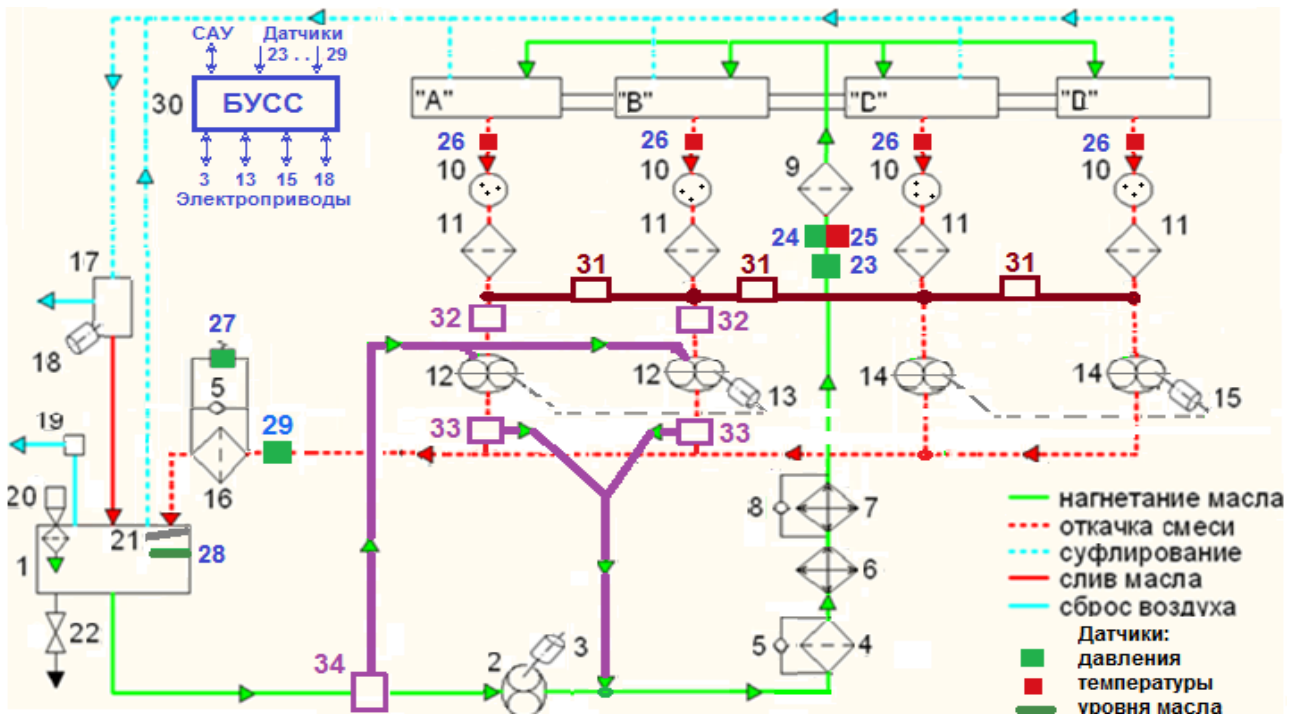 САУ Датчики
23 . . 29
30 БУСС
3 13 15 18
Электроприводы
"A" "B" "C" "D"
26 26 26 26
10 10 9 10 10
11 11 24 25 11 11
23
17
31 31 31
32 32
27
18
12 12 14 14
5
13 15
19
29 33 33
16
20
8 7
21 28
1
6
22
34
3
2
5 4
нагнетание масла
откачка смеси
суфлирование
слив масла
сброс воздуха
Датчики:
давления
температуры
уровня масла